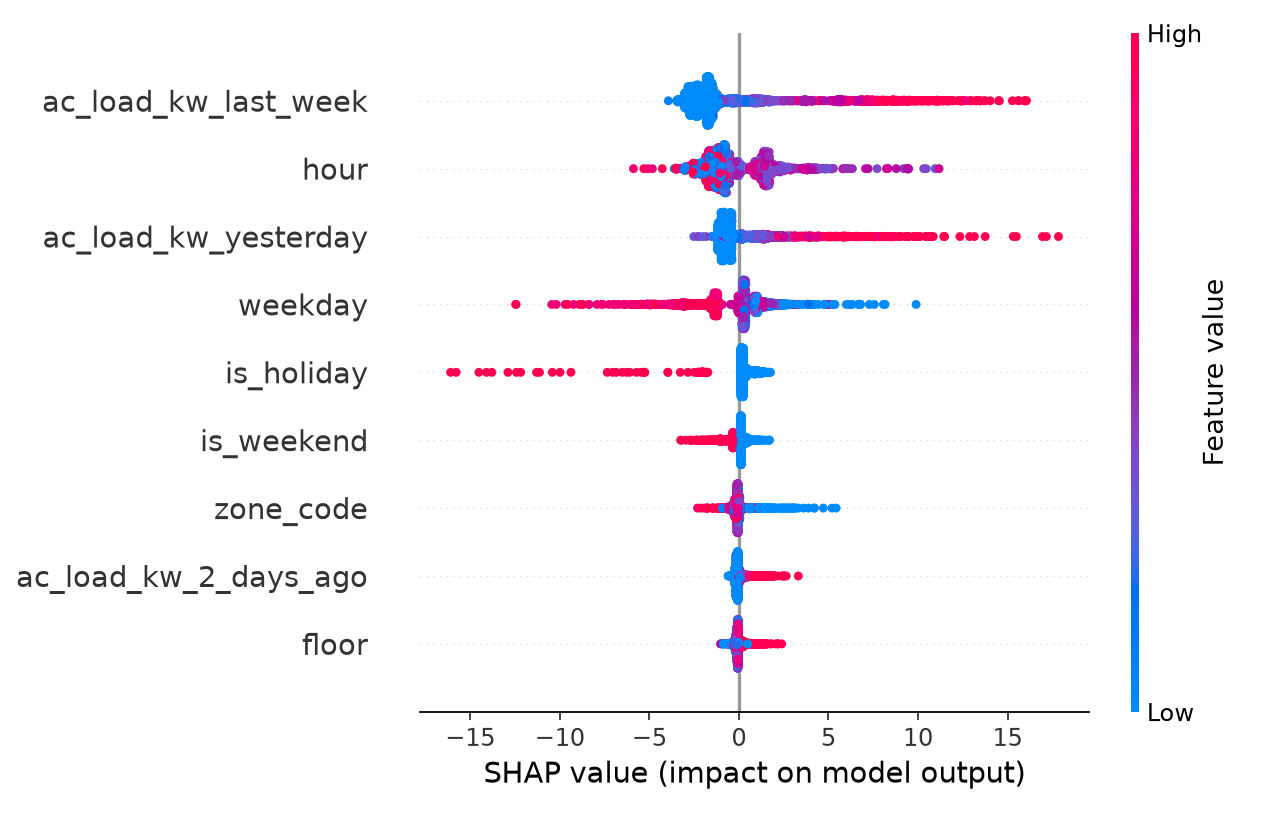 High
ac_load_kw_last_week
hour
ac_load_kw_yesterday
weekday
is_holiday
is_weekend
zone_code
ac_load_kw_2_days_ago
floor
Feature value
Low
−15 −10 −5 0 5 10 15
SHAP value (impact on model output)